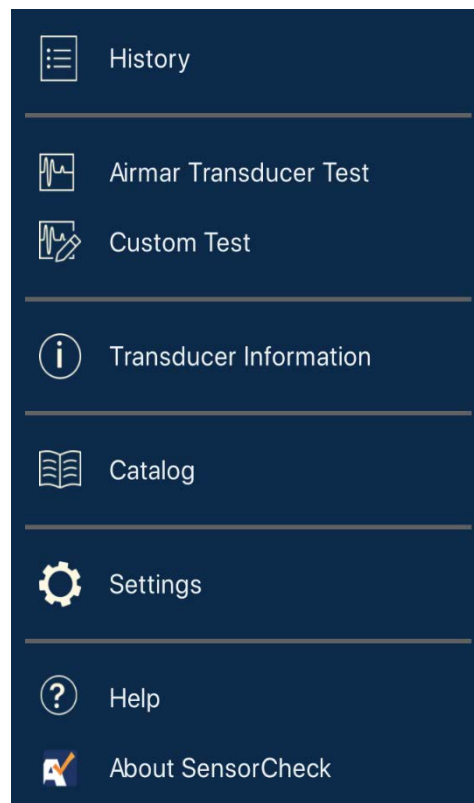 History
Airmar Transducer Test
Custom Test
Transducer Information
Catalog
Settings
Help
About SensorCheck